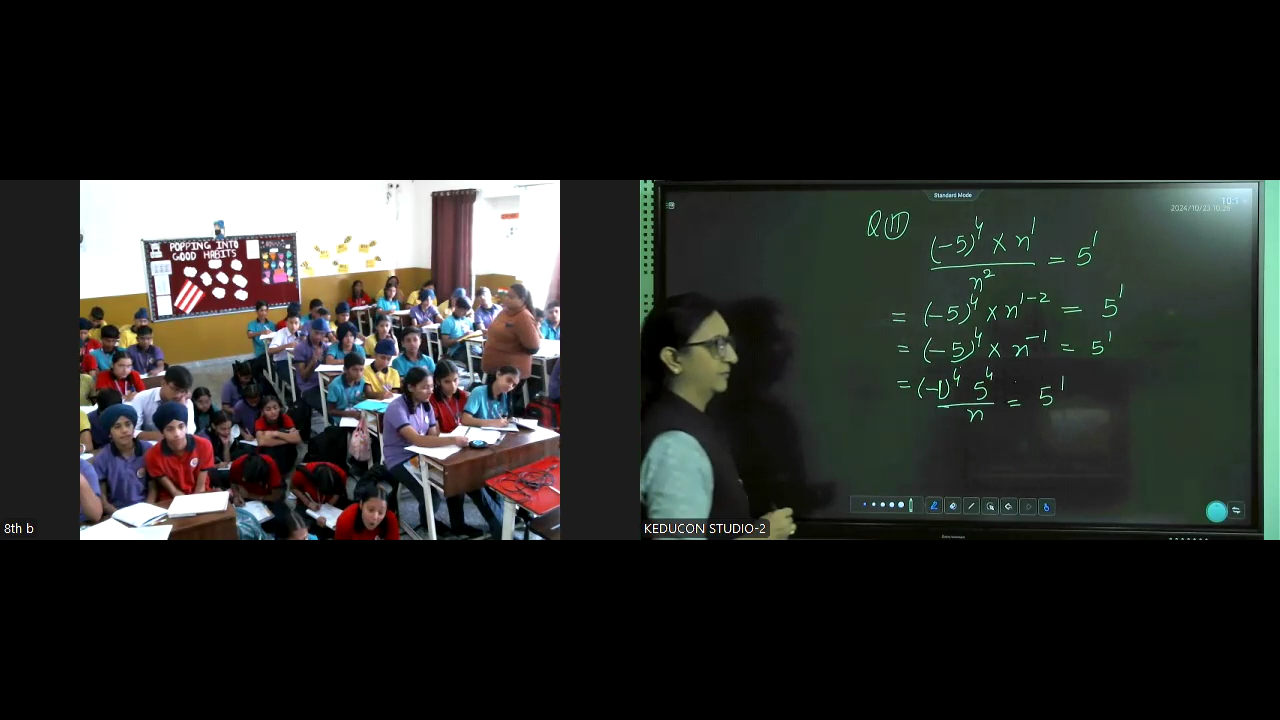 POPPING INTO
GOOD HABITS
8th b
Standard Mode
2024/10/23
Q(1) (-5)⁴ × n¹ / n² = 5¹
= (-5)⁴ × n¹⁻² = 5¹
= (-5)⁴ × n⁻¹ = 5¹
= (-1)⁴ 5⁴ / n = 5¹
KEDUCON STUDIO-2